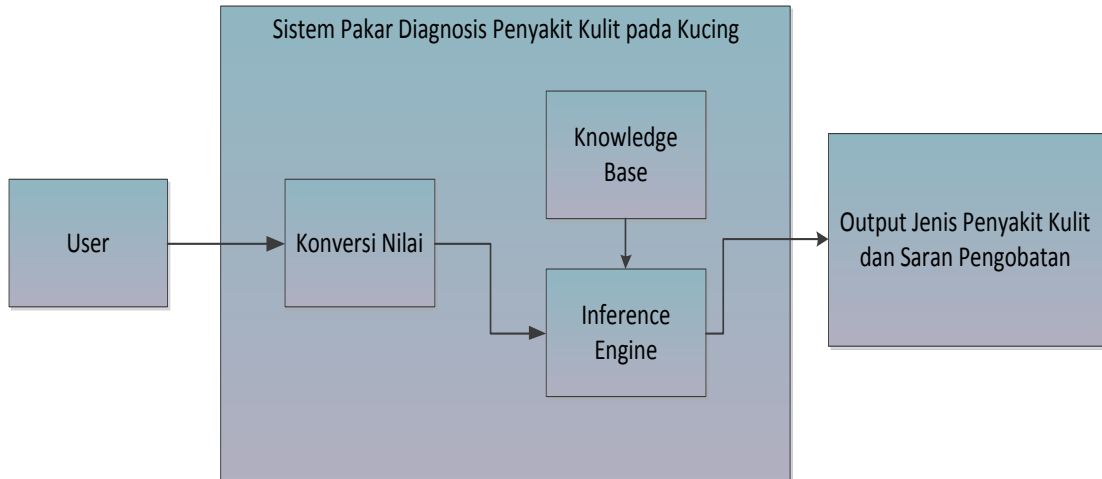 Sistem Pakar Diagnosis Penyakit Kulit pada Kucing
User
Konversi Nilai
Knowledge
Base
Inference
Engine
Output Jenis Penyakit Kulit
dan Saran Pengobatan